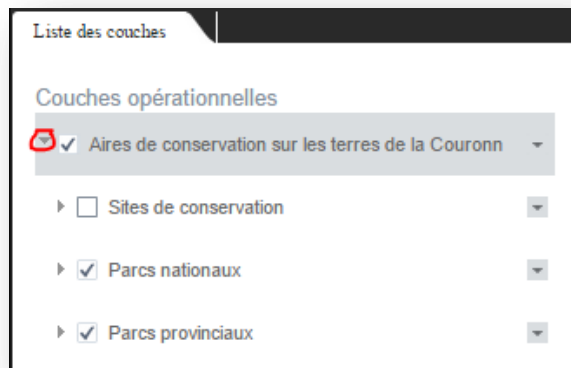 Liste des couches
Couches opérationnelles
Aires de conservation sur les terres de la Couronn
Sites de conservation
Parcs nationaux
Parcs provinciaux